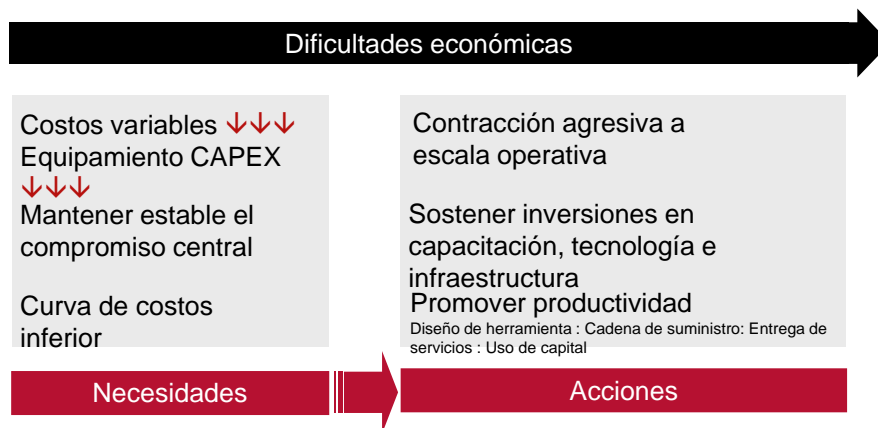 Dificultades económicas
Costos variables ↓↓↓
Equipamiento CAPEX
↓↓↓
Mantener estable el
compromiso central
Curva de costos
inferior
Contracción agresiva a
escala operativa
Sostener inversiones en
capacitación, tecnología e
infraestructura
Promover productividad
Diseño de herramienta : Cadena de suministro: Entrega de
servicios : Uso de capital
Necesidades
Acciones